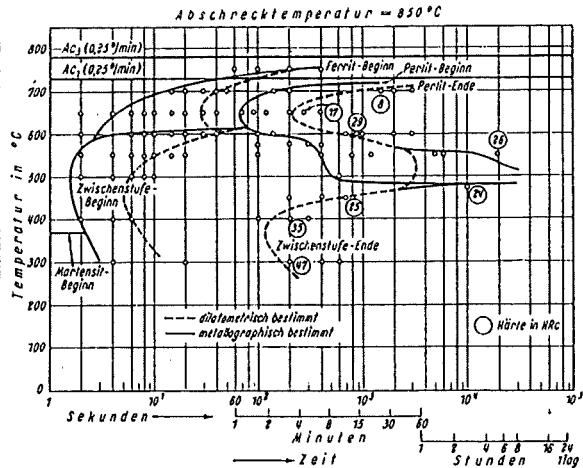 Abschrecktemperatur = 850 °C
Ac₃ (0,25°/min)
Ac₁ (0,25°/min)
Ferrit-Beginn
Perlit-Beginn
Perlit-Ende
Zwischenstufe-
Beginn
Martensit-
Beginn
Zwischenstufe-Ende
17
8
29
26
24
25
33
47
---- dilatometrisch bestimmt
—— metallographisch bestimmt
Härte in HRc
Temperatur in °C
800
700
600
500
400
300
200
100
0
1 10¹ 60 10² 10³ 10⁴ 10⁵
Sekunden
1 2 4 8 15 30 60
Minuten
1 2 4 6 8 16 24
Stunden 1Tag
Zeit